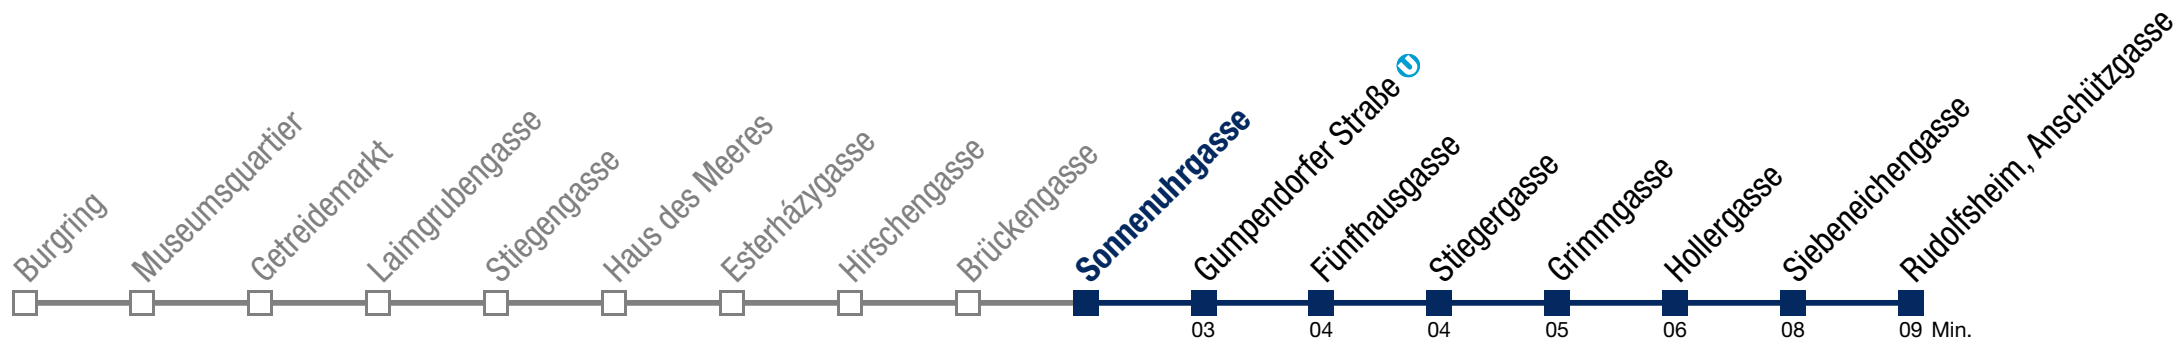 Burgring
Museumsquartier
Getreidemarkt
Laimgrubengasse
Stiegengasse
Haus des Meeres
Esterházygasse
Hirschengasse
Brückengasse
Sonnenuhrgasse
Gumpendorfer Straße U
Fünfhausgasse
Stiegergasse
Grimmgasse
Hollergasse
Siebeneichengasse
Rudolfsheim, Anschützgasse
03 04 04 05 06 08 09 Min.